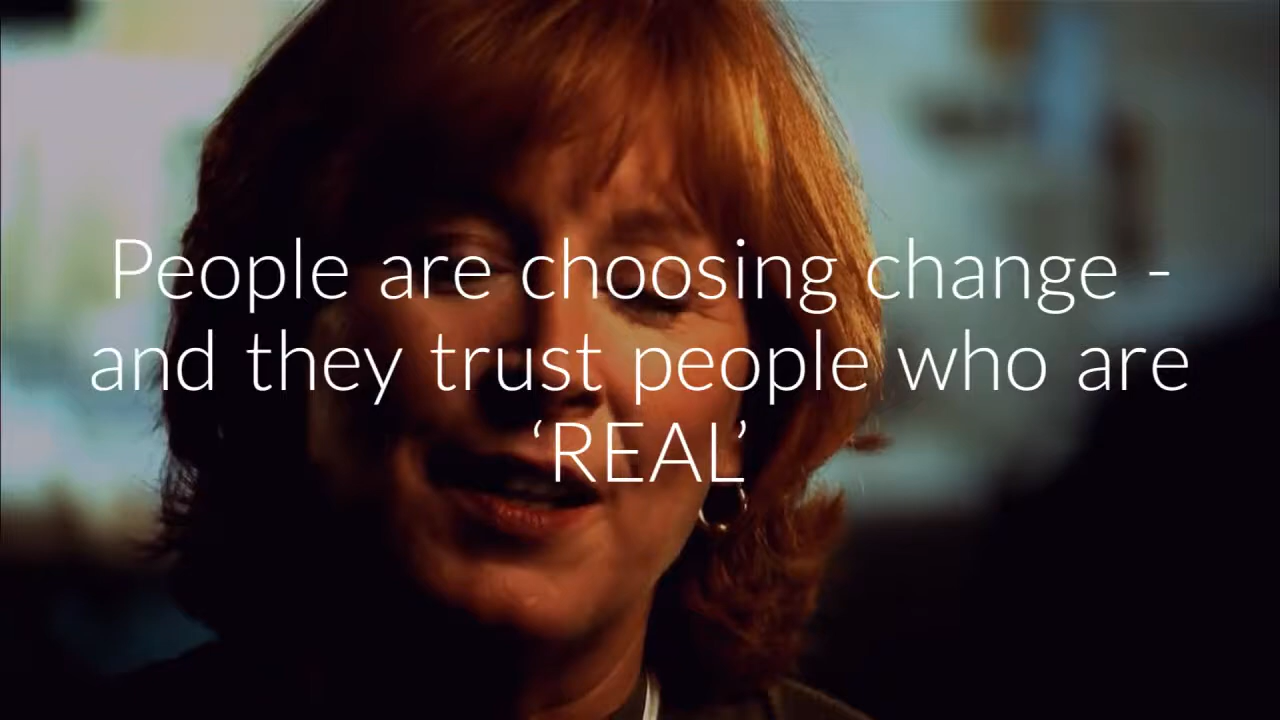 People are choosing change -
and they trust people who are
‘REAL’